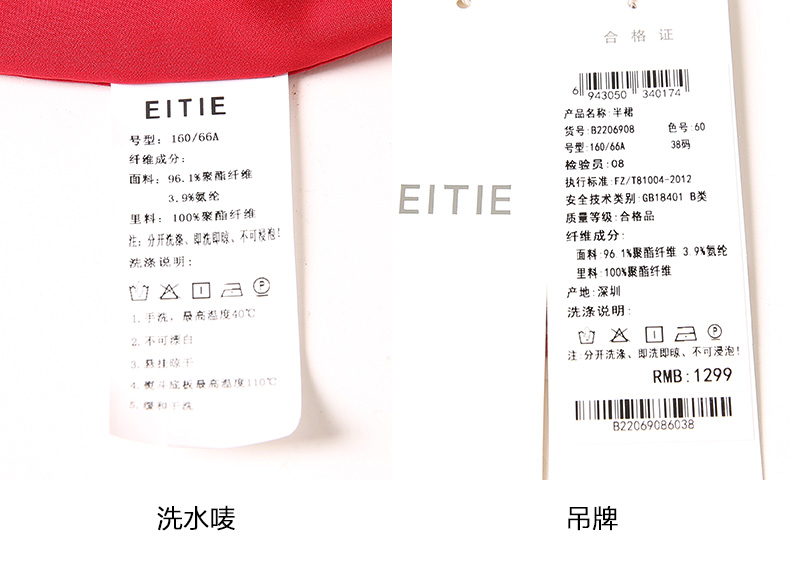 EITIE
号型：160/66A
纤维成分：
面料：96.1%聚酯纤维
3.9%氨纶
里料：100%聚酯纤维
注：分开洗涤、即洗即晾、不可浸泡！
洗涤说明：
P
1.手洗，最高温度40℃
2.不可漂白
3.悬挂晾干
4.熨斗底板最高温度110℃
5.缓和干洗
洗水唛
EITIE
合格证
6 943050 340174
产品名称:半裙
货号:B2206908 色号:60
号型:160/66A 38码
检验员:08
执行标准:FZ/T81004-2012
安全技术类别:GB18401 B类
质量等级:合格品
纤维成分:
面料:96.1%聚酯纤维 3.9%氨纶
里料:100%聚酯纤维
产地:深圳
洗涤说明:
P
注:分开洗涤、即洗即晾、不可浸泡!
RMB:1299
B22069086038
吊牌